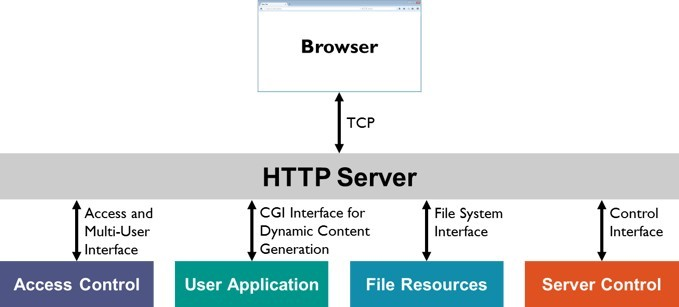 Browser
TCP
HTTP Server
Access and
Multi-User
Interface
CGI Interface for
Dynamic Content
Generation
File System
Interface
Control
Interface
Access Control
User Application
File Resources
Server Control